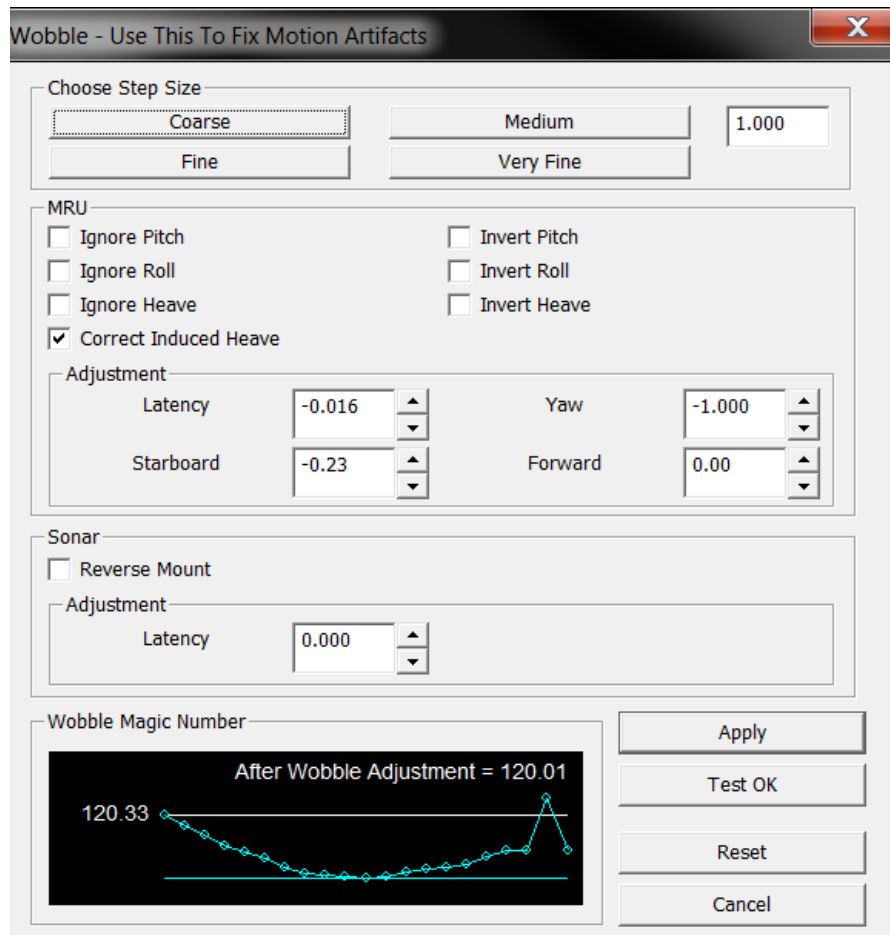 Wobble - Use This To Fix Motion Artifacts
X
Choose Step Size
Coarse Medium 1.000
Fine Very Fine
MRU
Ignore Pitch Invert Pitch
Ignore Roll Invert Roll
Ignore Heave Invert Heave
Correct Induced Heave
Adjustment
Latency -0.016 Yaw -1.000
Starboard -0.23 Forward 0.00
Sonar
Reverse Mount
Adjustment
Latency 0.000
Wobble Magic Number
After Wobble Adjustment = 120.01
120.33
Apply
Test OK
Reset
Cancel